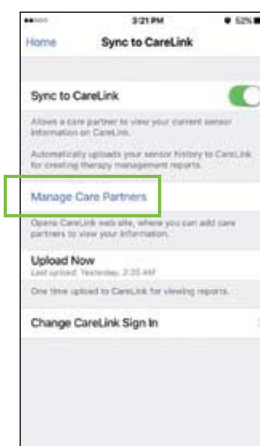 3:21 PM
52%
Home
Sync to CareLink
Sync to CareLink
Allows a care partner to view your current sensor
information on CareLink.
Automatically uploads your sensor history to CareLink
for creating therapy management reports.
Manage Care Partners
Opens CareLink web site, where you can add care
partners to view your information.
Upload Now
Last upload: Yesterday, 2:35 AM
One time upload to CareLink for viewing reports.
Change CareLink Sign In